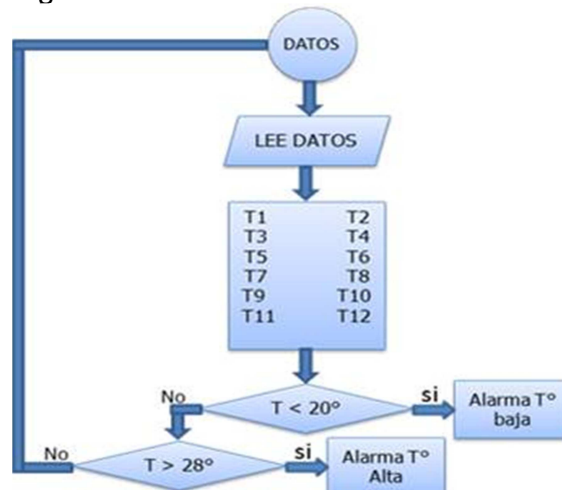 DATOS
LEE DATOS
T1 T2
T3 T4
T5 T6
T7 T8
T9 T10
T11 T12
No
T < 20°
si
Alarma T°
baja
No
T > 28°
si
Alarma T°
Alta